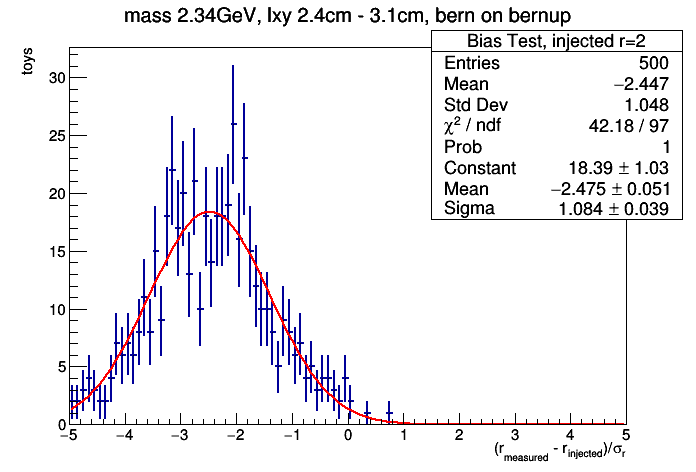 mass 2.34GeV, lxy 2.4cm - 3.1cm, bern on bernup
toys
Bias Test, injected r=2
Entries 500
Mean −2.447
Std Dev 1.048
χ² / ndf 42.18 / 97
Prob 1
Constant 18.39 ± 1.03
Mean −2.475 ± 0.051
Sigma 1.084 ± 0.039
30
25
20
15
10
5
0
−5 −4 −3 −2 −1 0 1 2 3 4 5
(r_measured - r_injected)/σ_r